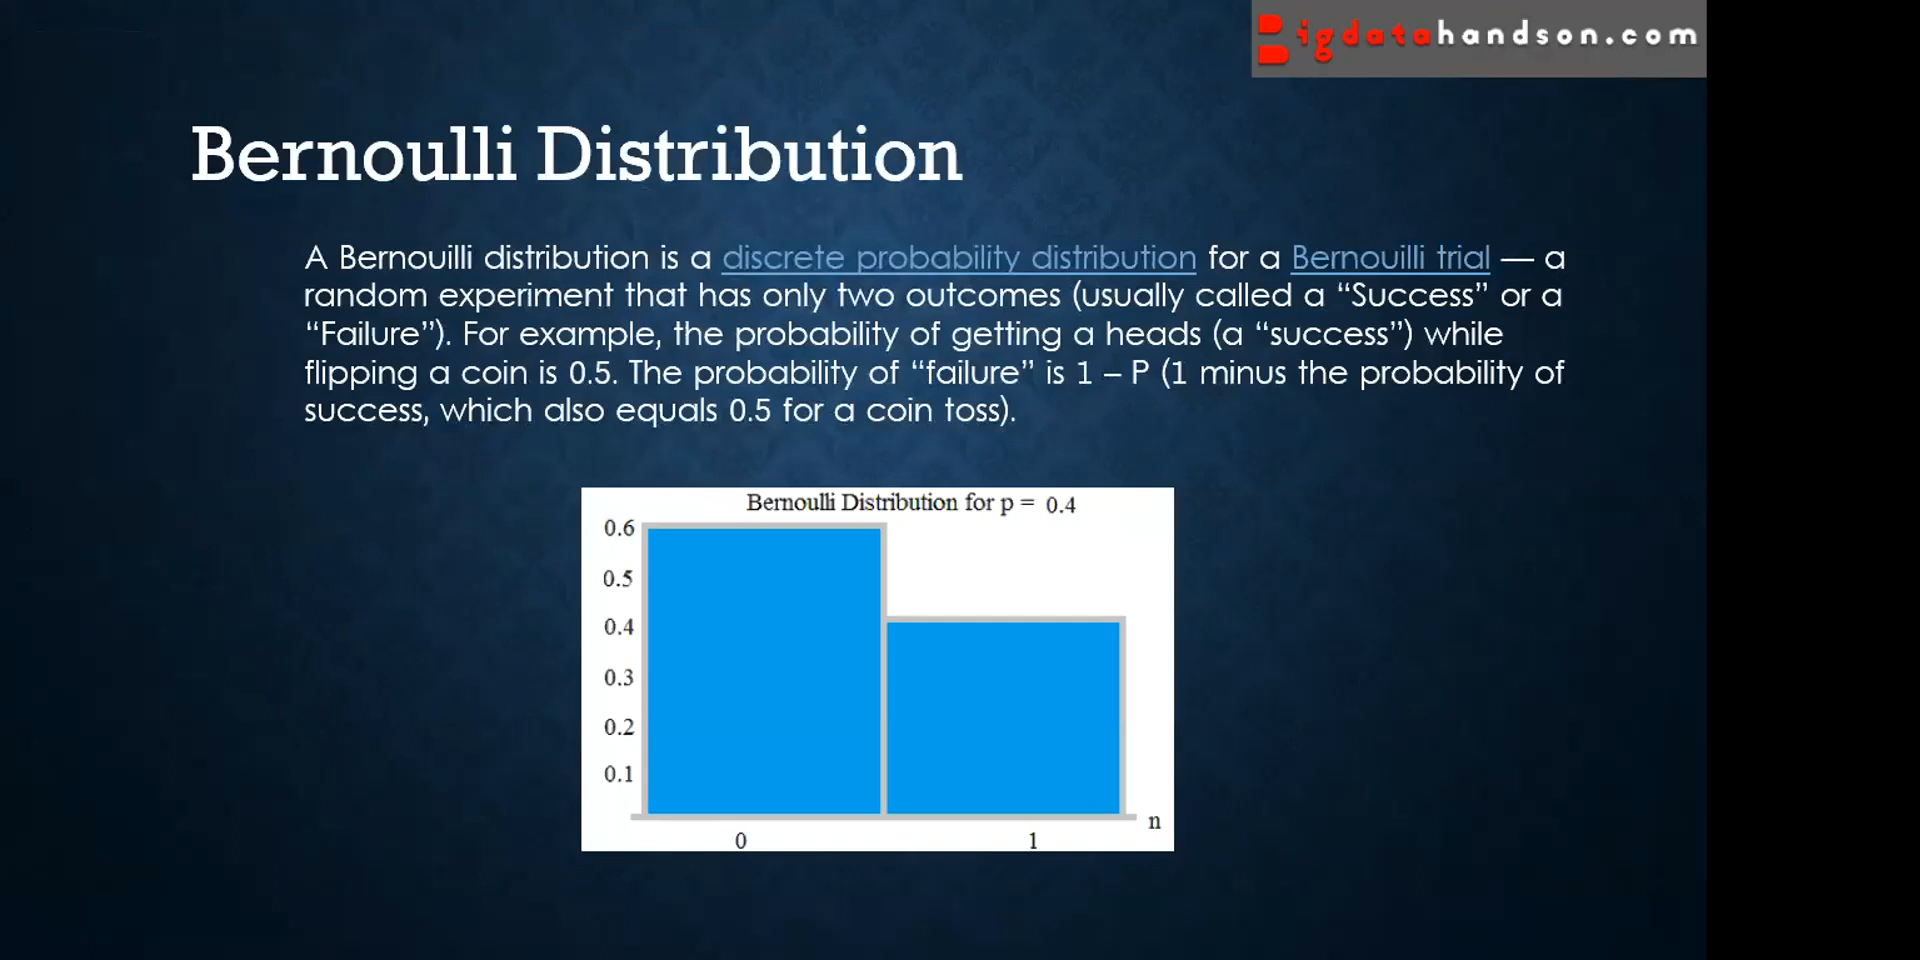 Bigdatahandson.com
Bernoulli Distribution
A Bernouilli distribution is a discrete probability distribution for a Bernouilli trial — a
random experiment that has only two outcomes (usually called a “Success” or a
“Failure”). For example, the probability of getting a heads (a “success”) while
flipping a coin is 0.5. The probability of “failure” is 1 – P (1 minus the probability of
success, which also equals 0.5 for a coin toss).
Bernoulli Distribution for p = 0.4
0.6
0.5
0.4
0.3
0.2
0.1
n
0 1